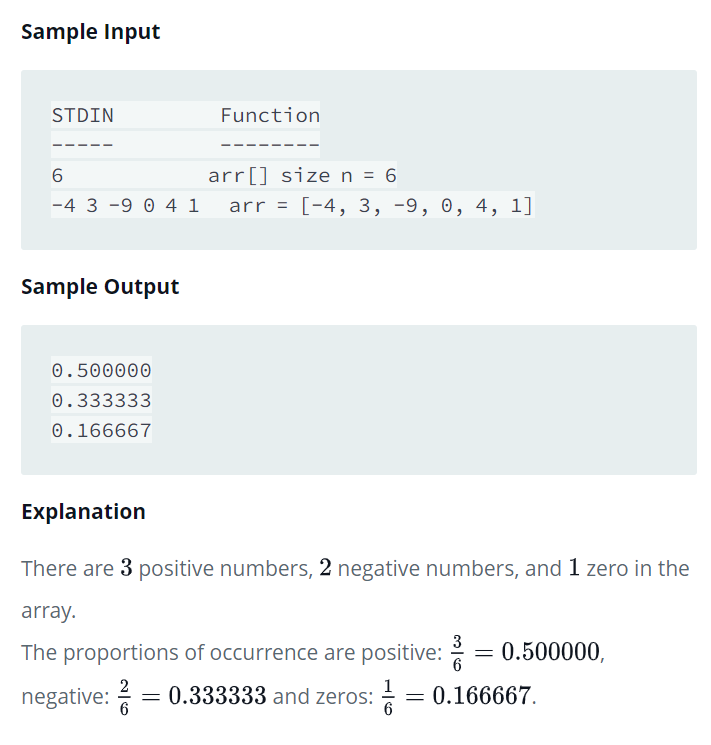 Sample Input
STDIN Function
----- --------
6 arr[] size n = 6
-4 3 -9 0 4 1 arr = [-4, 3, -9, 0, 4, 1]
Sample Output
0.500000
0.333333
0.166667
Explanation
There are 3 positive numbers, 2 negative numbers, and 1 zero in the
array.
The proportions of occurrence are positive: 3/6 = 0.500000,
negative: 2/6 = 0.333333 and zeros: 1/6 = 0.166667.